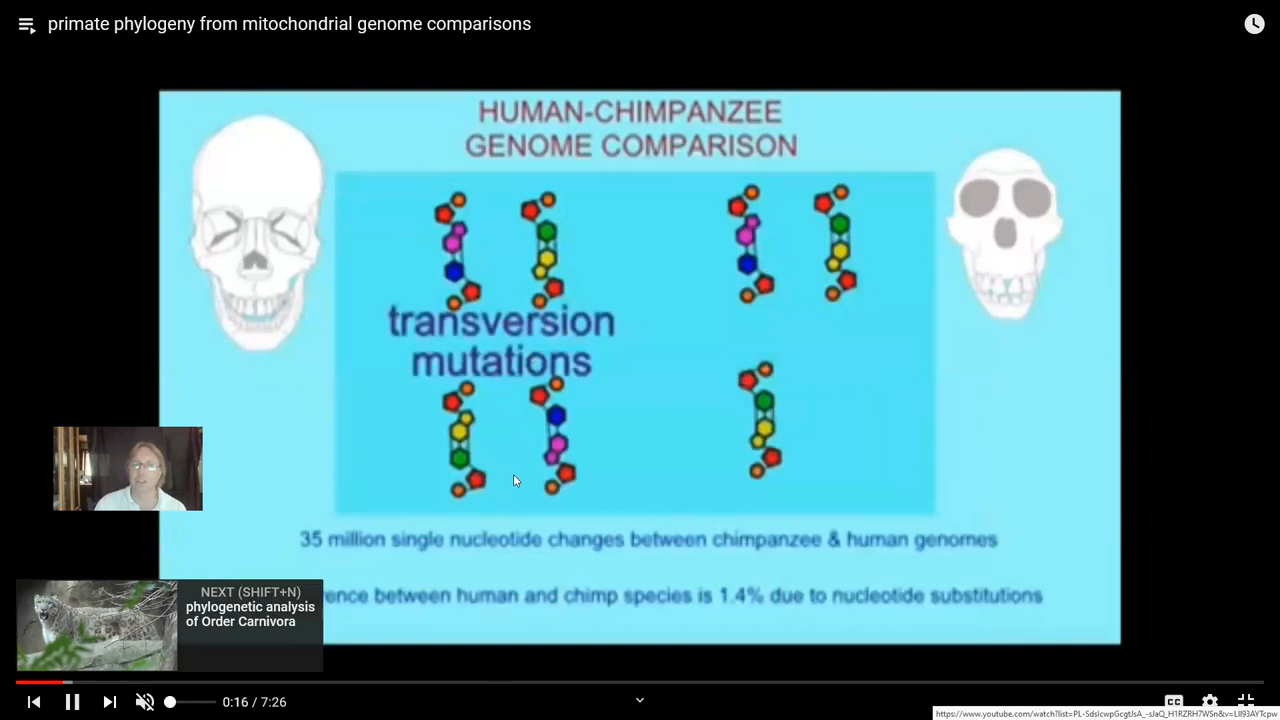 primate phylogeny from mitochondrial genome comparisons
HUMAN-CHIMPANZEE
GENOME COMPARISON
transversion
mutations
35 million single nucleotide changes between chimpanzee & human genomes
rence between human and chimp species is 1.4% due to nucleotide substitutions
NEXT (SHIFT+N)
phylogenetic analysis
of Order Carnivora
0:16 / 7:26
CC